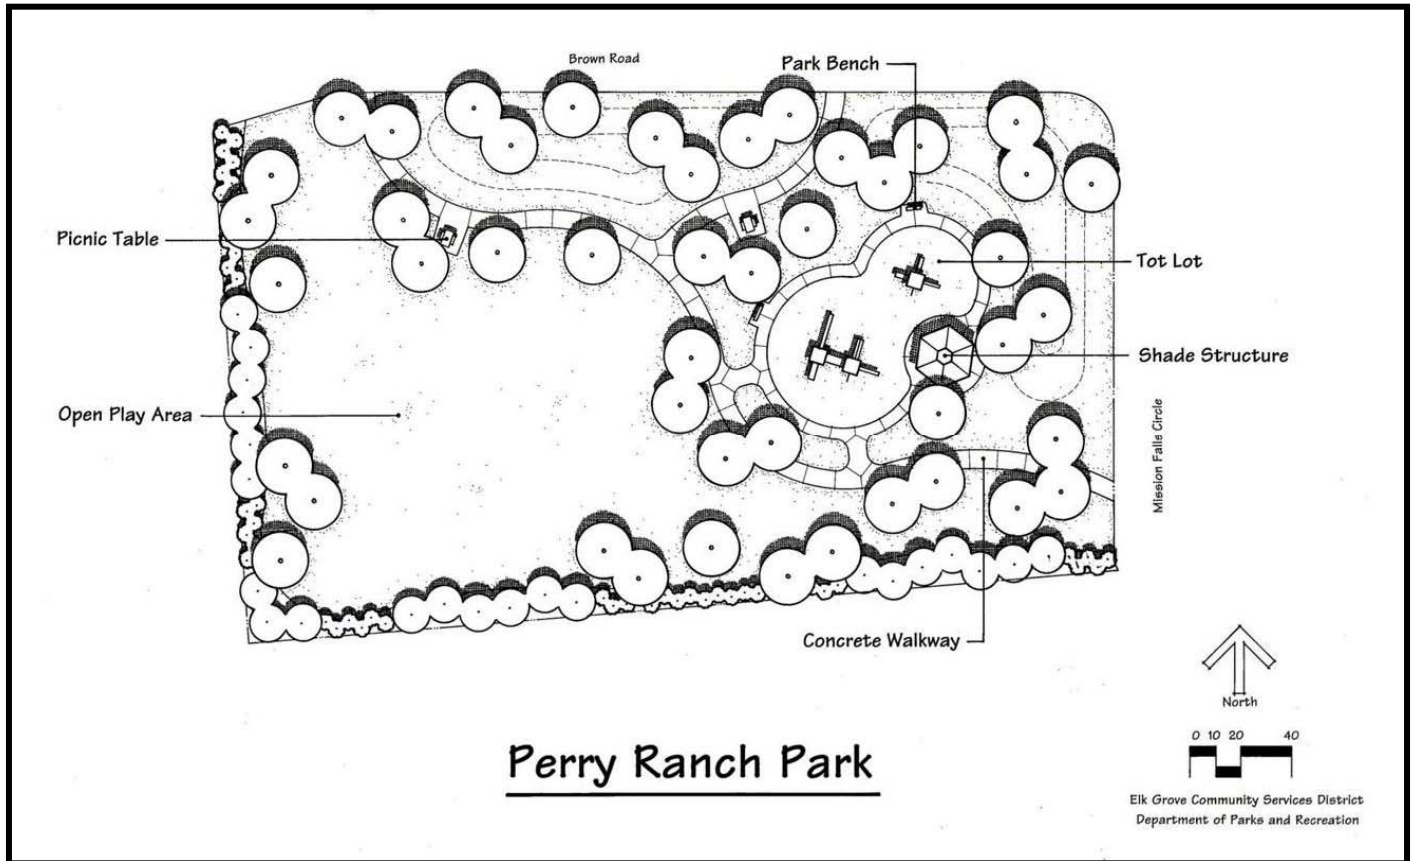 Brown Road
Park Bench
Picnic Table
Tot Lot
Shade Structure
Open Play Area
Mission Falls Circle
Concrete Walkway
North
0 10 20 40
Perry Ranch Park
Elk Grove Community Services District
Department of Parks and Recreation